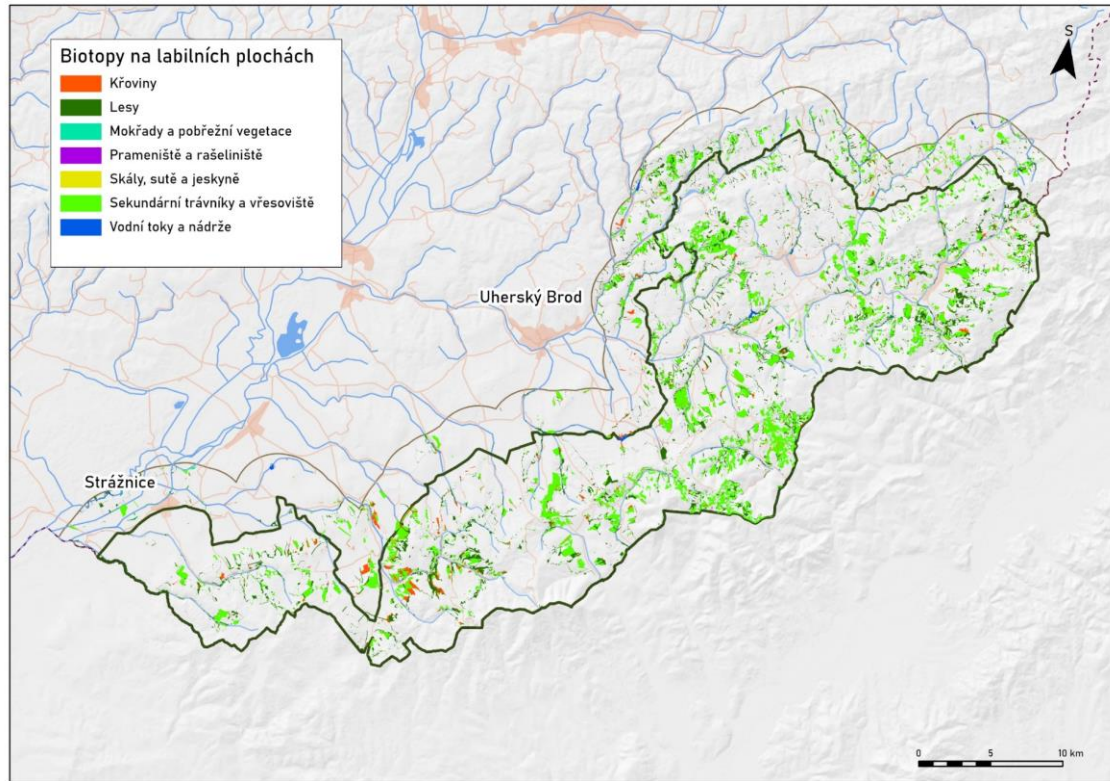 Biotopy na labilních plochách
Křoviny
Lesy
Mokřady a pobřežní vegetace
Prameniště a rašeliniště
Skály, sutě a jeskyně
Sekundární trávníky a vřesoviště
Vodní toky a nádrže
S
Uherský Brod
Strážnice
0 5 10 km